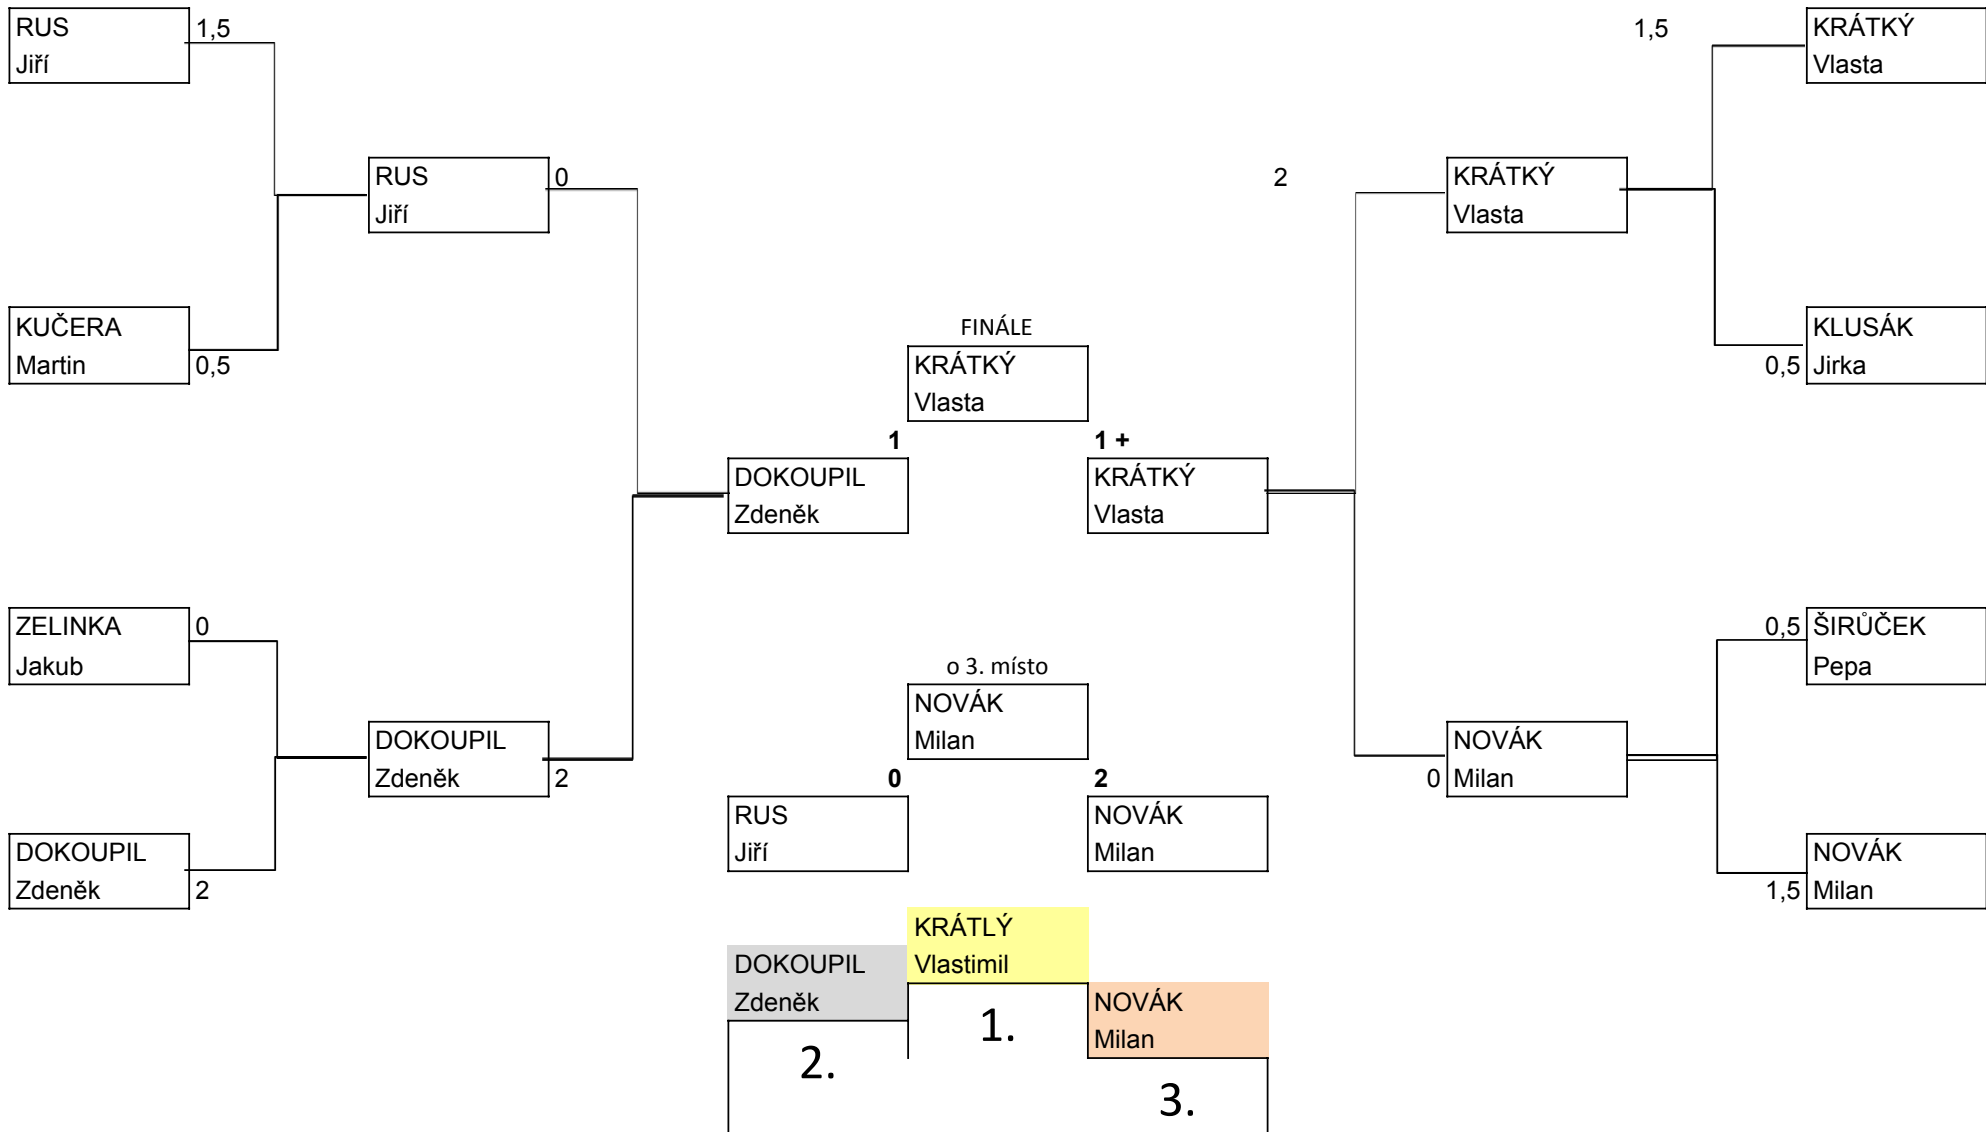 RUS
Jiří
1,5
1,5
KRÁTKÝ
Vlasta
RUS
Jiří
0
2
KRÁTKÝ
Vlasta
KUČERA
Martin
0,5
FINÁLE
KRÁTKÝ
Vlasta
0,5
KLUSÁK
Jirka
1
1 +
DOKOUPIL
Zdeněk
KRÁTKÝ
Vlasta
ZELINKA
Jakub
0
0,5
ŠIRŮČEK
Pepa
o 3. místo
NOVÁK
Milan
DOKOUPIL
Zdeněk
2
0
NOVÁK
Milan
0
2
RUS
Jiří
NOVÁK
Milan
DOKOUPIL
Zdeněk
2
1,5
NOVÁK
Milan
KRÁTLÝ
Vlastimil
DOKOUPIL
Zdeněk
NOVÁK
Milan
1.
2.
3.